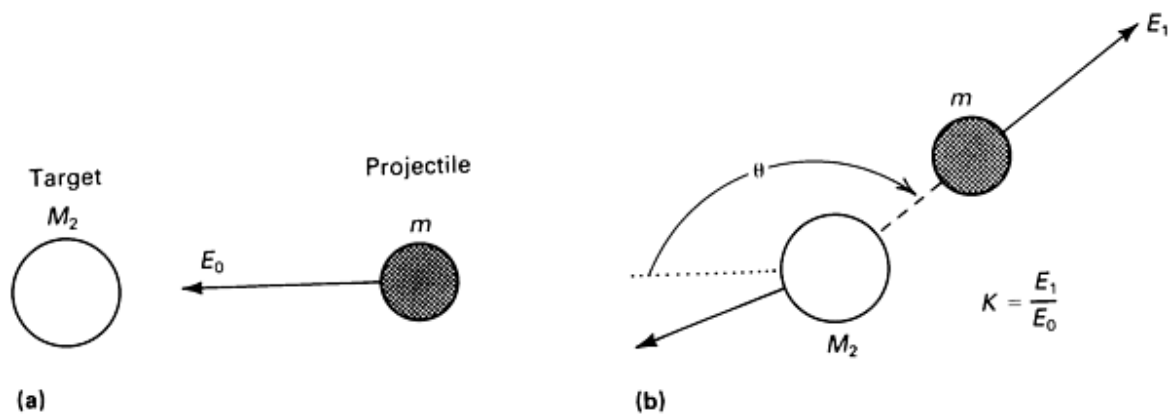 Target
M₂
Projectile
m
E₀
(a)
E₁
m
θ
M₂
K = E₁/E₀
(b)